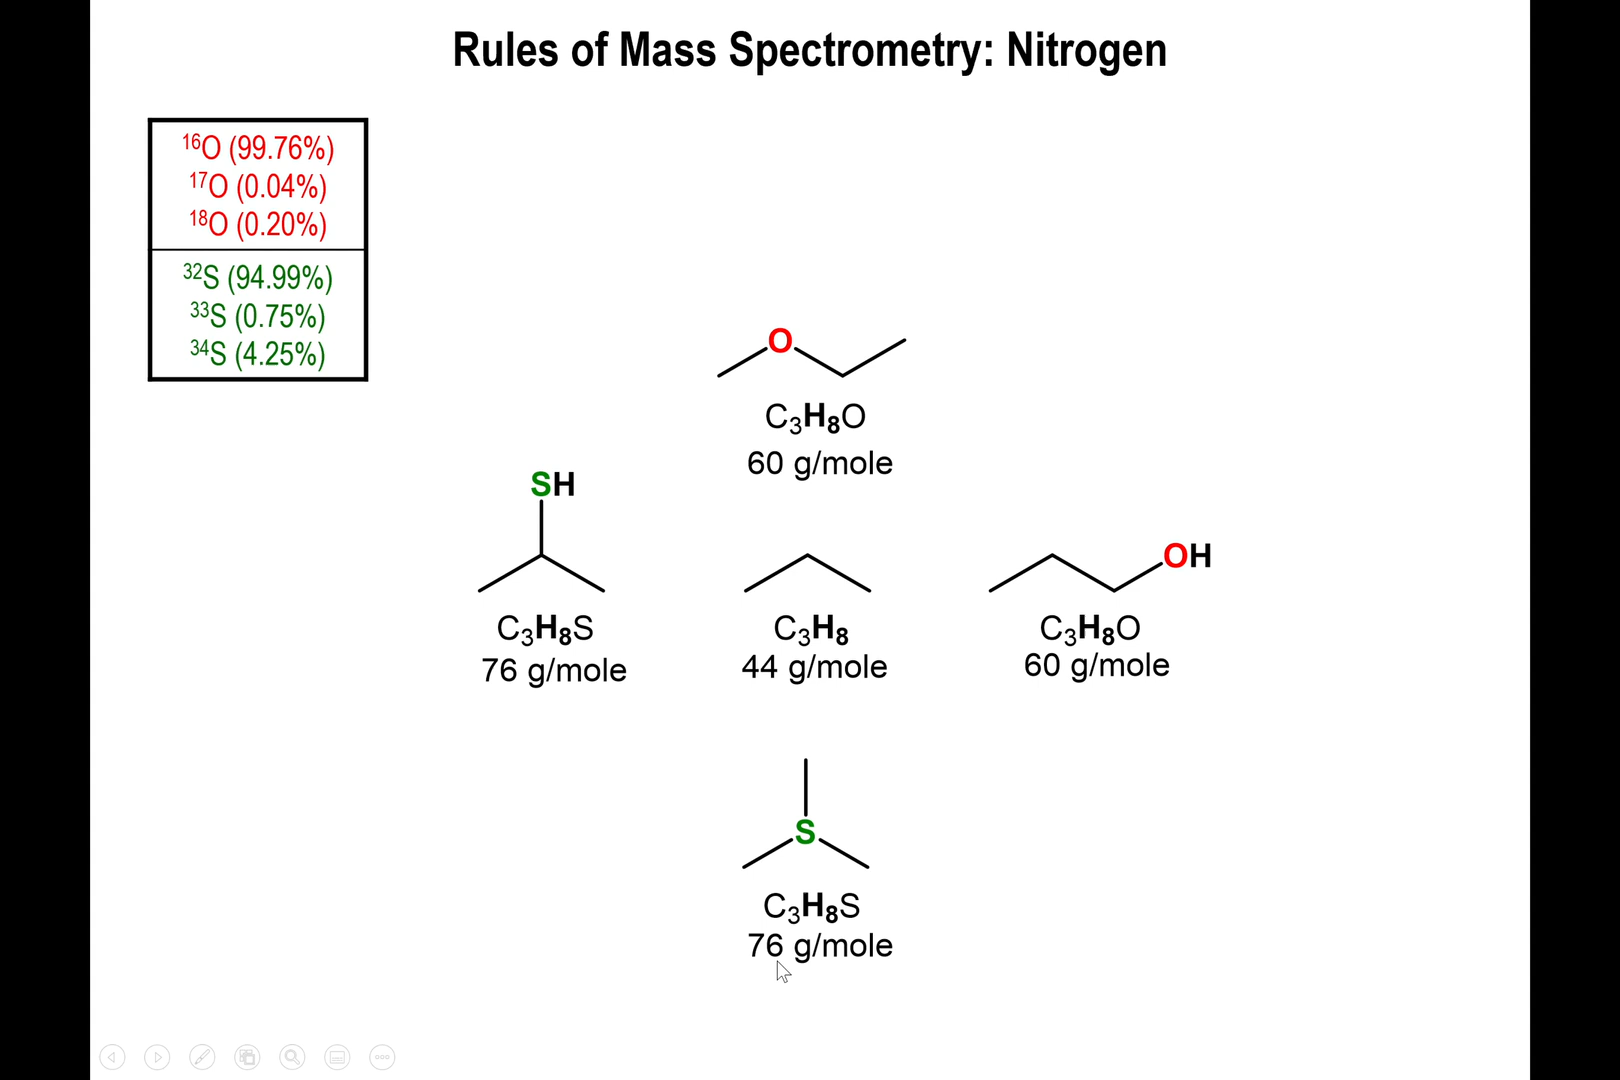 Rules of Mass Spectrometry: Nitrogen
¹⁶O (99.76%)
¹⁷O (0.04%)
¹⁸O (0.20%)
³²S (94.99%)
³³S (0.75%)
³⁴S (4.25%)
O
C₃H₈O
60 g/mole
SH
C₃H₈S
76 g/mole
C₃H₈
44 g/mole
OH
C₃H₈O
60 g/mole
S
C₃H₈S
76 g/mole